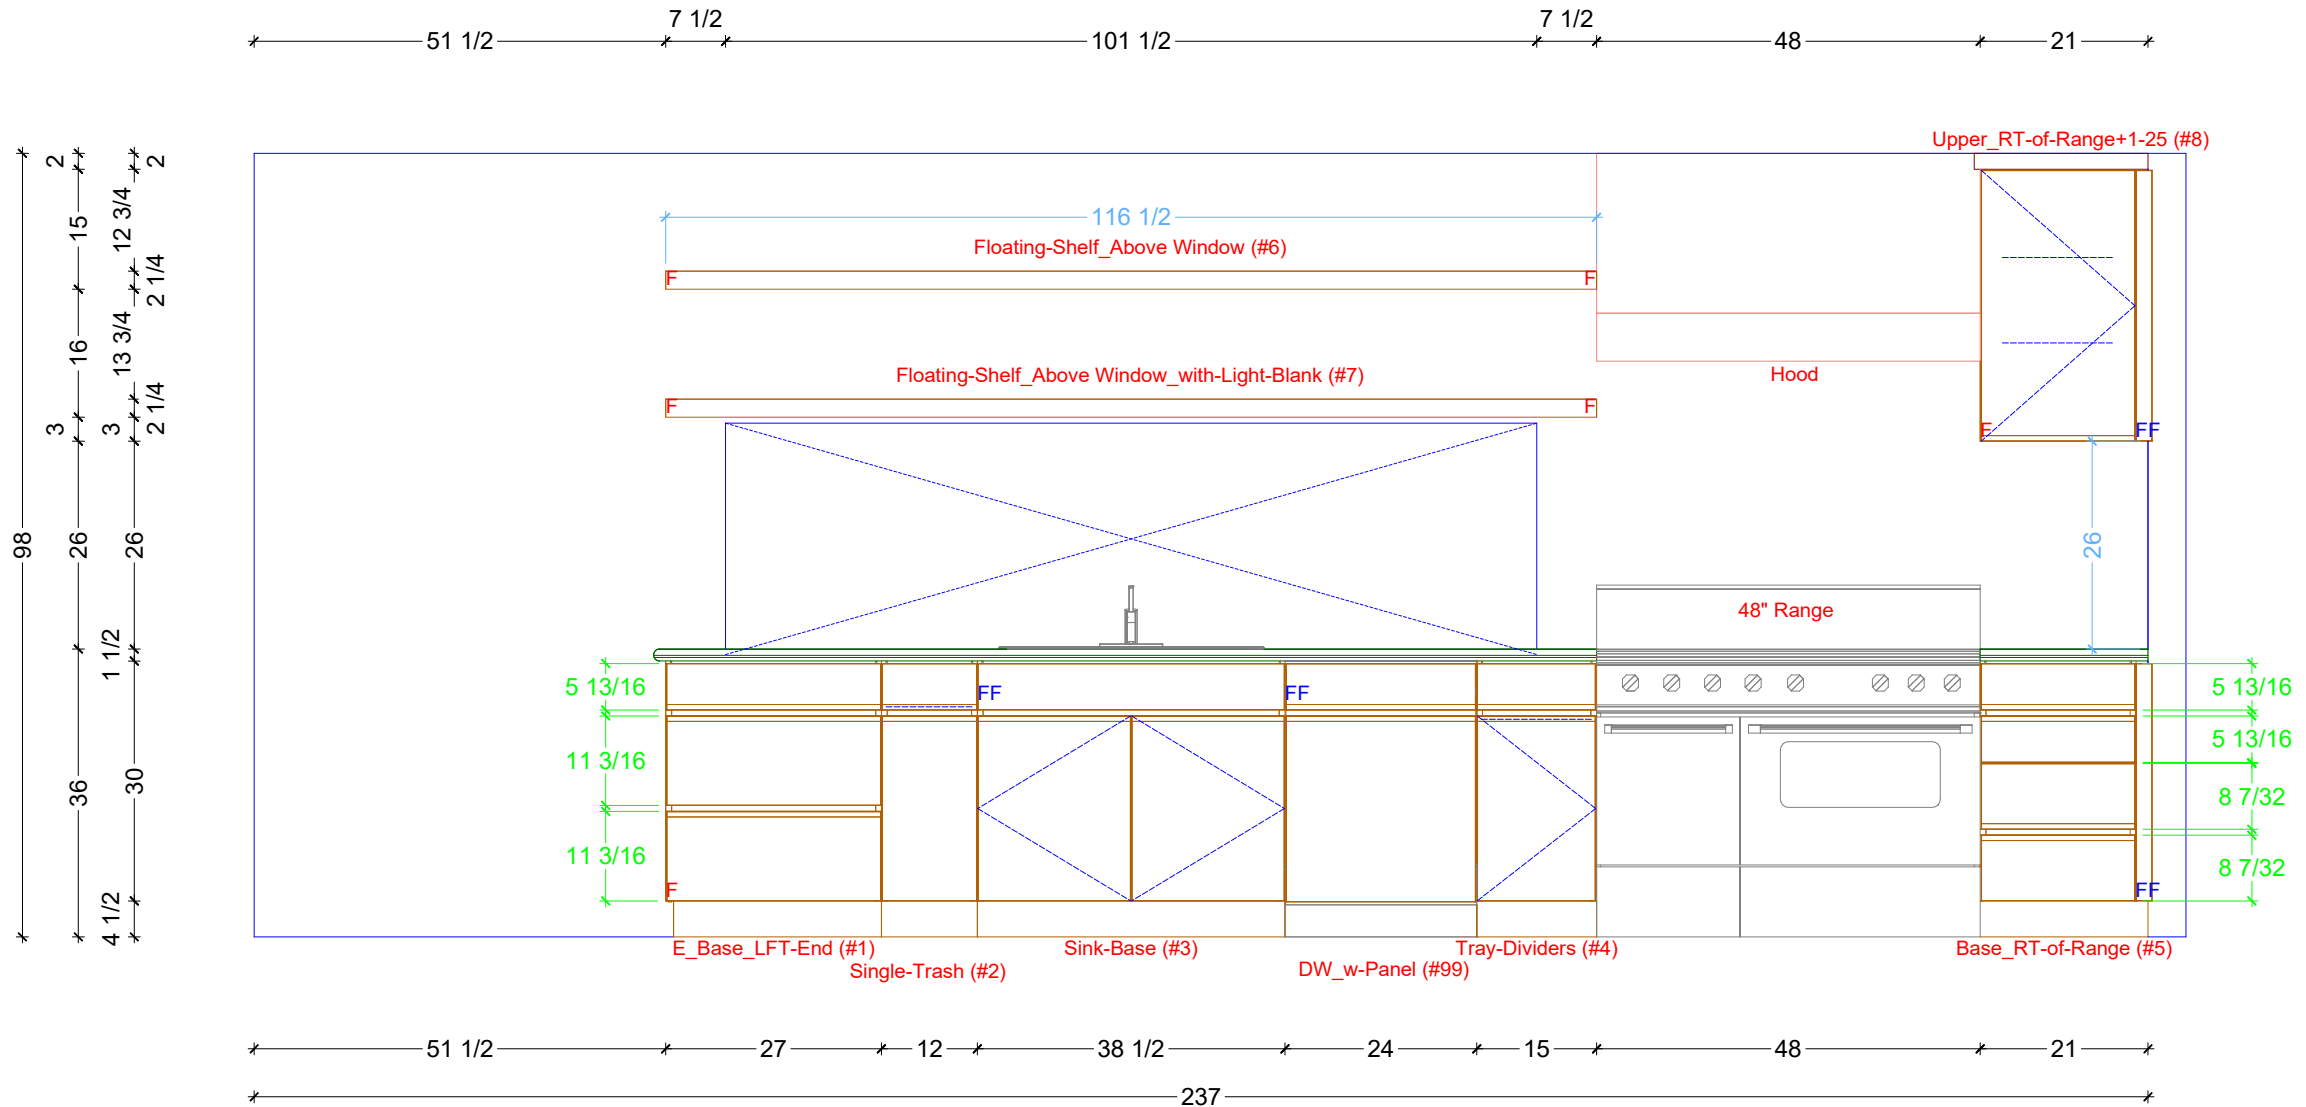 7 1/2
7 1/2
51 1/2
101 1/2
48
21
Upper_RT-of-Range+1-25 (#8)
2
2
12 3/4
15
116 1/2
Floating-Shelf_Above Window (#6)
F
F
2 1/4
13 3/4
16
Hood
Floating-Shelf_Above Window_with-Light-Blank (#7)
F
F
2 1/4
3
3
F
FF
98
26
26
26
48" Range
1 1/2
5 13/16
FF
FF
5 13/16
5 13/16
11 3/16
36
30
8 7/32
11 3/16
8 7/32
F
FF
4 1/2
E_Base_LFT-End (#1)
Sink-Base (#3)
Tray-Dividers (#4)
Base_RT-of-Range (#5)
Single-Trash (#2)
DW_w-Panel (#99)
51 1/2
27
12
38 1/2
24
15
48
21
237